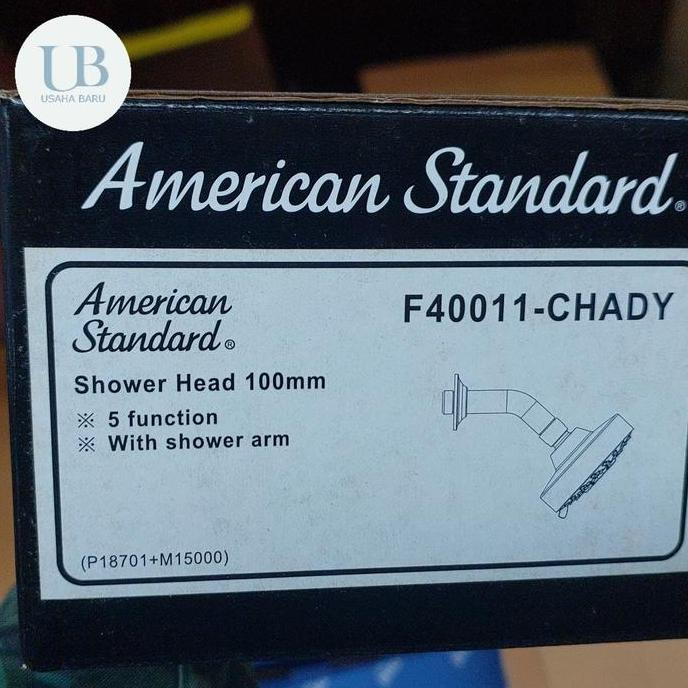 UB
USAHA BARU
American Standard®
American
Standard®
F40011-CHADY
Shower Head 100mm
※ 5 function
※ With shower arm
(P18701+M15000)